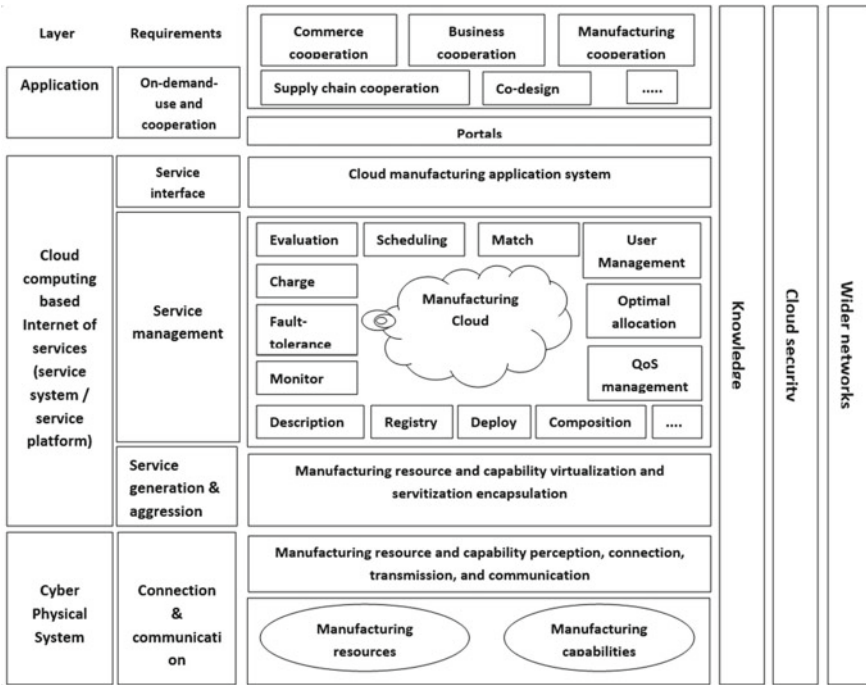 Layer
Requirements
Commerce
cooperation
Business
cooperation
Manufacturing
cooperation
Application
On-demand-
use and
cooperation
Supply chain cooperation
Co-design
.....
Portals
Cloud
computing
based
Internet of
services
(service
system /
service
platform)
Service
interface
Cloud manufacturing application system
Service
management
Evaluation
Scheduling
Match
User
Management
Charge
Manufacturing
Cloud
Optimal
allocation
Fault-
tolerance
Monitor
QoS
management
Description
Registry
Deploy
Composition
....
Service
generation &
aggression
Manufacturing resource and capability virtualization and
servitization encapsulation
Cyber
Physical
System
Connection
&
communicati
on
Manufacturing resource and capability perception, connection,
transmission, and communication
Manufacturing
resources
Manufacturing
capabilities
Knowledge
Cloud security
Wider networks